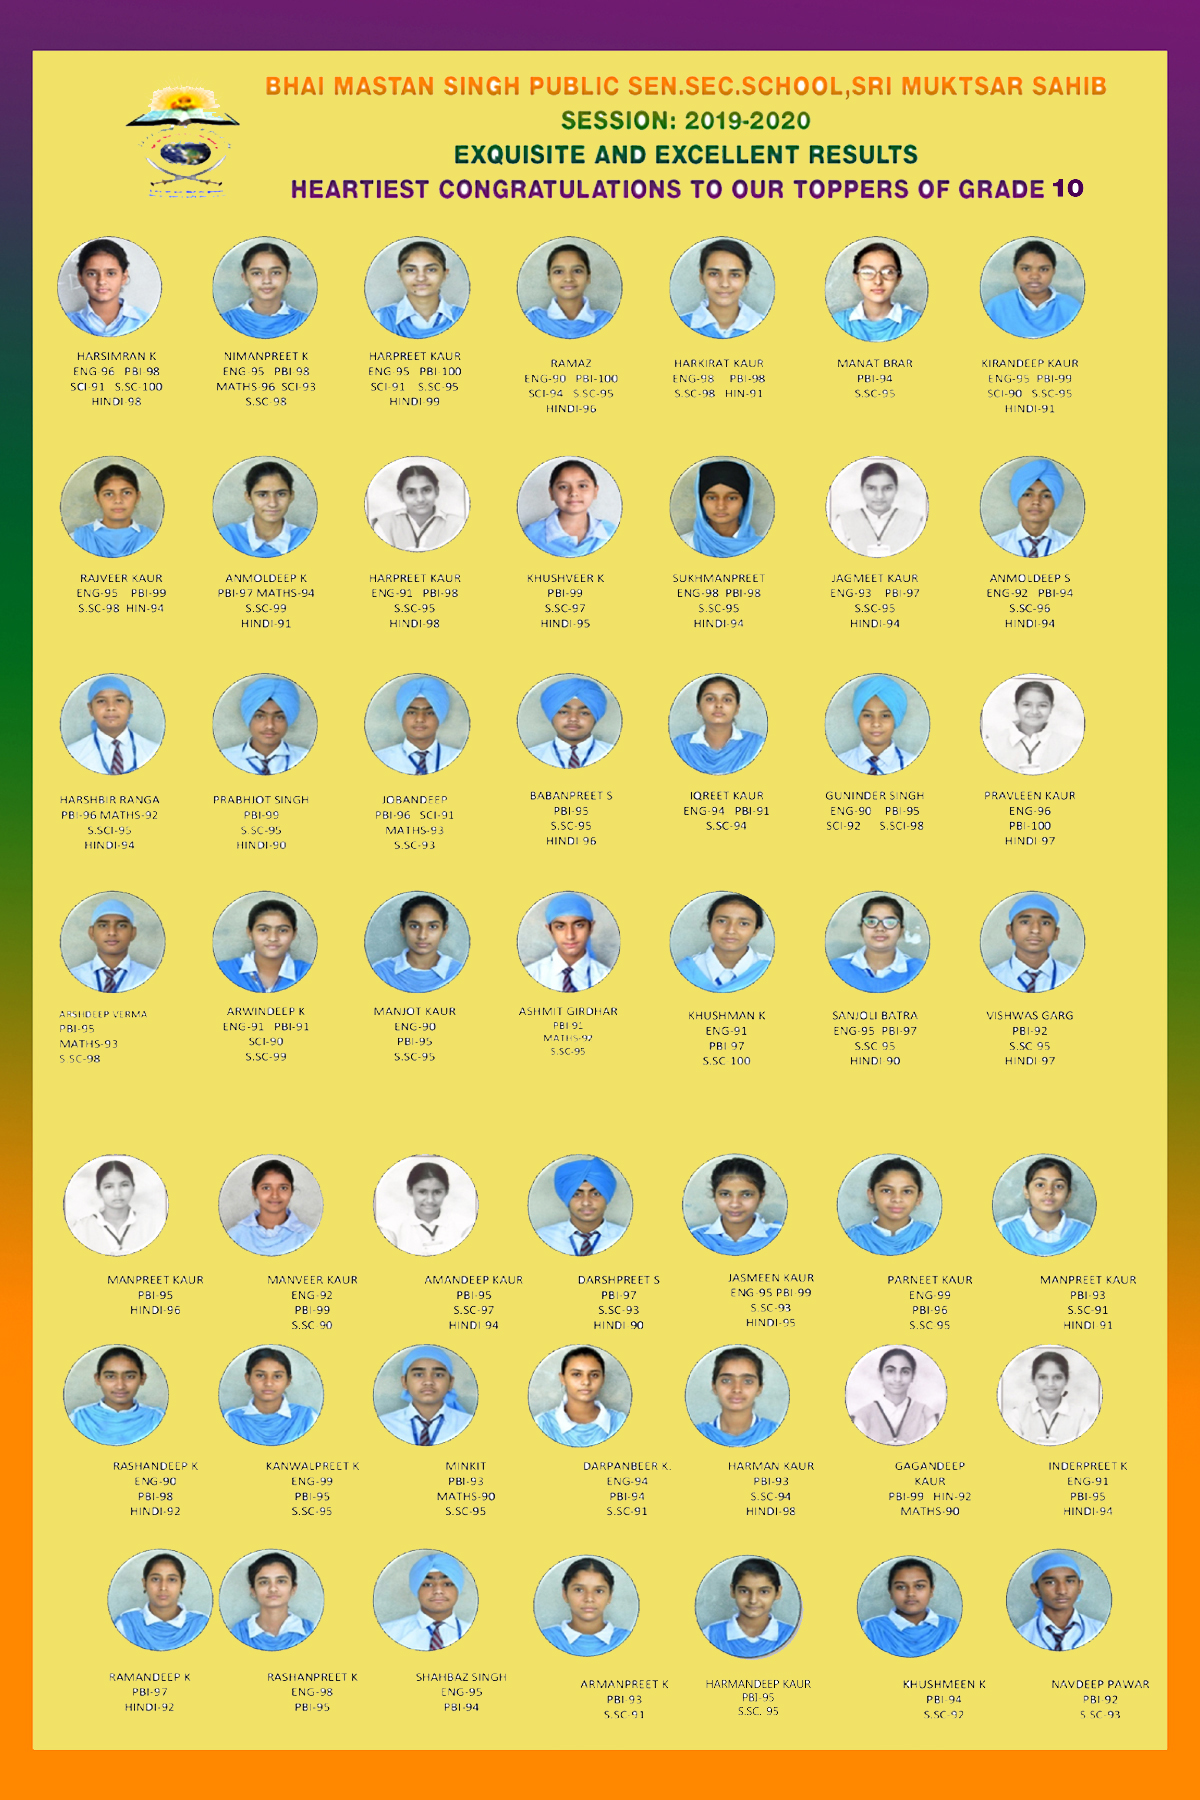 BHAI MASTAN SINGH PUBLIC SEN.SEC.SCHOOL,SRI MUKTSAR SAHIB
SESSION: 2019-2020
EXQUISITE AND EXCELLENT RESULTS
HEARTIEST CONGRATULATIONS TO OUR TOPPERS OF GRADE 10
HARSIMRAN K
ENG-96 PBI-98
SCI-91 S.SC-100
HINDI-98
NIMANPREET K
ENG-95 PBI-98
MATHS-96 SCI-93
S.SC-98
HARPREET KAUR
ENG-95 PBI-100
SCI-91 S.SC-95
HINDI-99
RAMAZ
ENG-90 PBI-100
SCI-94 S.SC-95
HINDI-96
HARKIRAT KAUR
ENG-98 PBI-98
S.SC-98 HIN-91
MANAT BRAR
PBI-94
S.SC-95
KIRANDEEP KAUR
ENG-95 PBI-99
SCI-90 S.SC-95
HINDI-91
RAJVEER KAUR
ENG-95 PBI-99
S.SC-98 HIN-94
ANMOLDEEP K
PBI-97 MATHS-94
S.SC-99
HINDI-91
HARPREET KAUR
ENG-91 PBI-98
S.SC-95
HINDI-98
KHUSHVEER K
PBI-99
S.SC-97
HINDI-95
SUKHMANPREET
ENG-98 PBI-98
S.SC-95
HINDI-94
JAGMEET KAUR
ENG-93 PBI-97
S.SC-95
HINDI-94
ANMOLDEEP S
ENG-92 PBI-94
S.SC-96
HINDI-94
HARSHBIR RANGA
PBI-96 MATHS-92
S.SCI-95
HINDI-94
PRABHJOT SINGH
PBI-99
S.SC-95
HINDI-90
JOBANDEEP
PBI-96 SCI-91
MATHS-93
S.SC-93
BABANPREET S
PBI-95
S.SC-95
HINDI 96
IQREET KAUR
ENG-94 PBI-91
S.SC-94
GUNINDER SINGH
ENG-90 PBI-95
SCI-92 S.SCI-98
PRAVLEEN KAUR
ENG-96
PBI-100
HINDI-97
ARSHDEEP VERMA
PBI-95
MATHS-93
S SC-98
ARWINDEEP K
ENG-91 PBI-91
SCI-90
S.SC-99
MANJOT KAUR
ENG-90
PBI-95
S.SC-95
ASHMIT GIRDHAR
PBI 91
MATHS-92
S.SC-95
KHUSHMAN K
ENG-91
PBI 97
S.SC 100
SANJOLI BATRA
ENG-95 PBI-97
S.SC 95
HINDI 90
VISHWAS GARG
PBI-92
S.SC 95
HINDI 97
MANPREET KAUR
PBI-95
HINDI-96
MANVEER KAUR
ENG-92
PBI-99
S.SC 90
AMANDEEP KAUR
PBI-95
S.SC-97
HINDI 94
DARSHPREET S
PBI-97
S.SC-93
HINDI 90
JASMEEN KAUR
ENG-95 PBI-99
S.SC-93
HINDI-95
PARNEET KAUR
ENG-99
PBI-96
S.SC 95
MANPREET KAUR
PBI-93
S.SC-91
HINDI 91
RASHANDEEP K
ENG-90
PBI-98
HINDI-92
KANWALPREET K
ENG-99
PBI-95
S.SC-95
MINKIT
PBI-93
MATHS-90
S.SC-95
DARPANBEER K.
ENG-94
PBI-94
S.SC-91
HARMAN KAUR
PBI-93
S.SC-94
HINDI-98
GAGANDEEP
KAUR
PBI-99 HIN-92
MATHS-90
INDERPREET K
ENG-91
PBI-95
HINDI-94
RAMANDEEP K
PBI-97
HINDI-92
RASHANPREET K
ENG-98
PBI-95
SHAHBAZ SINGH
ENG-95
PBI-94
ARMANPREET K
PBI-93
S.SC-91
HARMANDEEP KAUR
PBI-95
S.SC. 95
KHUSHMEEN K
PBI-94
S.SC-92
NAVDEEP PAWAR
PBI 92
S SC-93